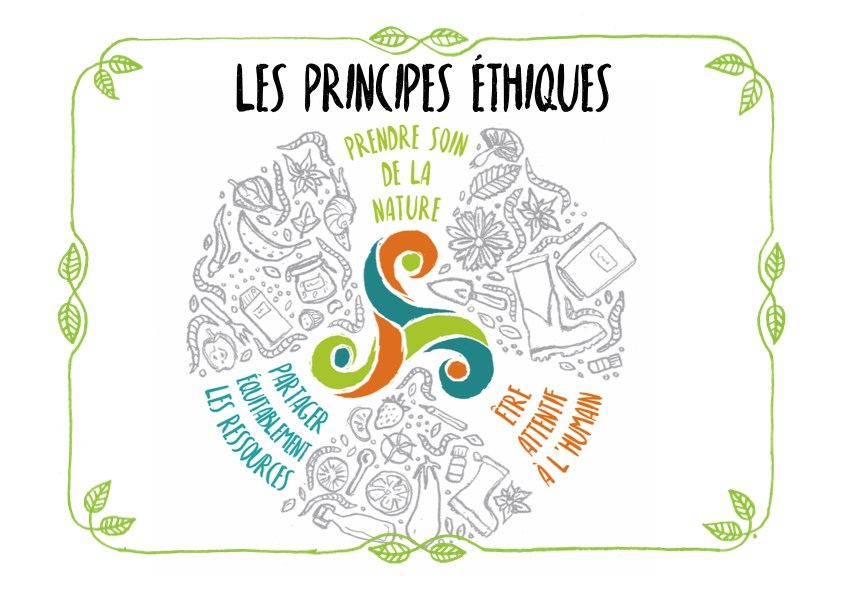 LES PRINCIPES ÉTHIQUES
PRENDRE SOIN
DE LA
NATURE
PARTAGER
ÉQUITABLEMENT
LES RESSOURCES
ÊTRE
ATTENTIF
À L'HUMAIN